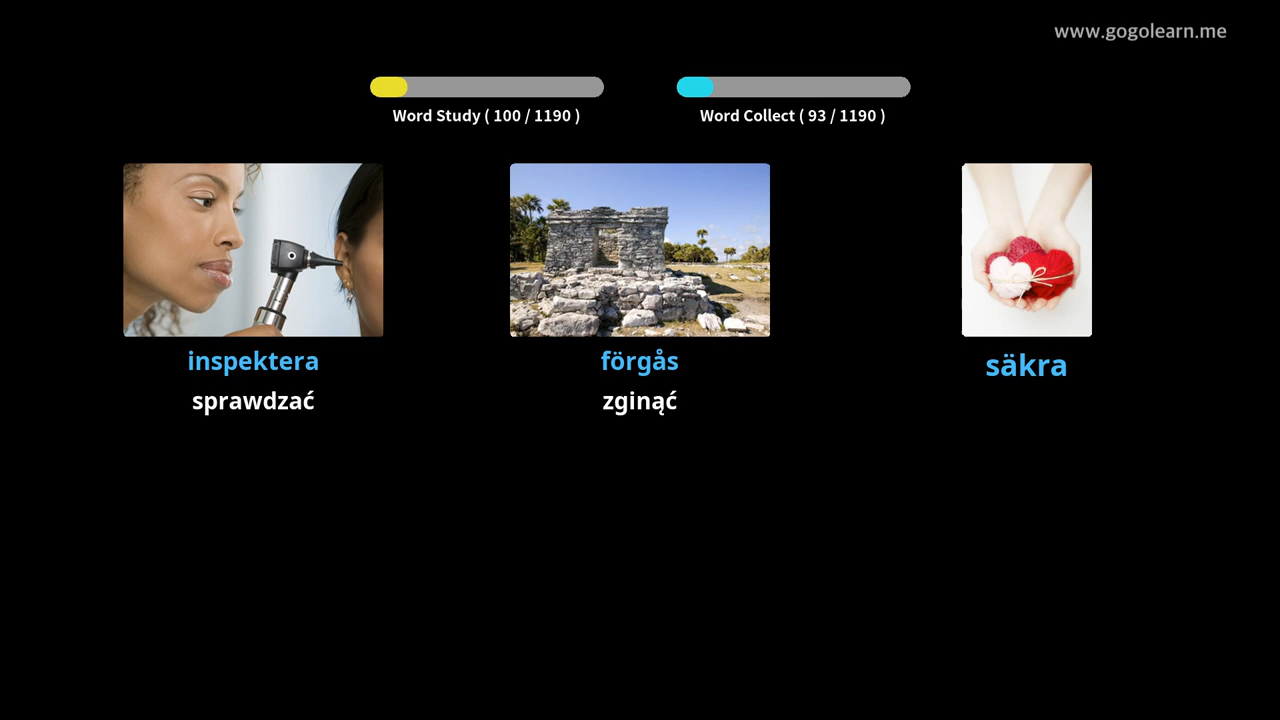 www.gogolearn.me
Word Study ( 100 / 1190 )
Word Collect ( 93 / 1190 )
inspektera
sprawdzać
förgås
zginąć
säkra